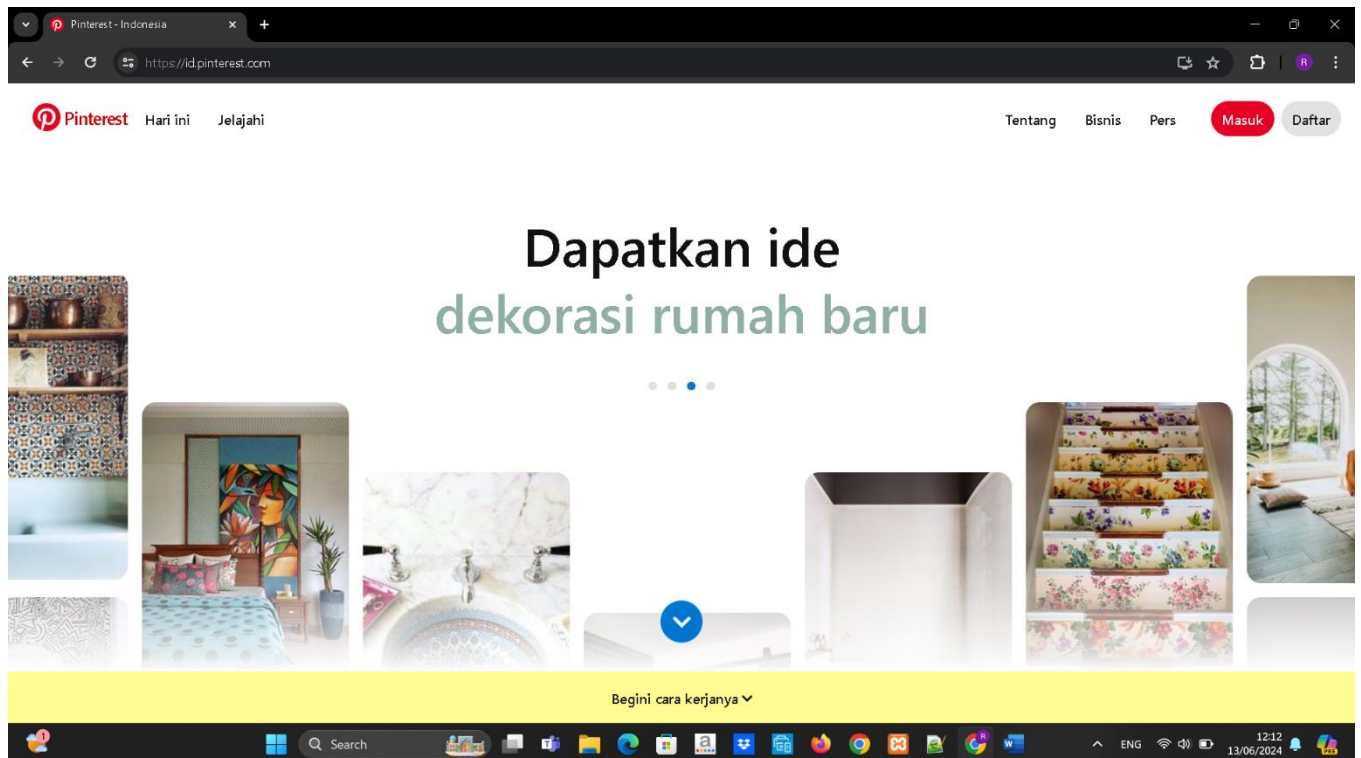 Pinterest - Indonesia
https://id.pinterest.com
R
Pinterest Hari ini Jelajahi Tentang Bisnis Pers Masuk Daftar
Dapatkan ide
dekorasi rumah baru
Begini cara kerjanya
1
Search
ENG
12:12
13/06/2024